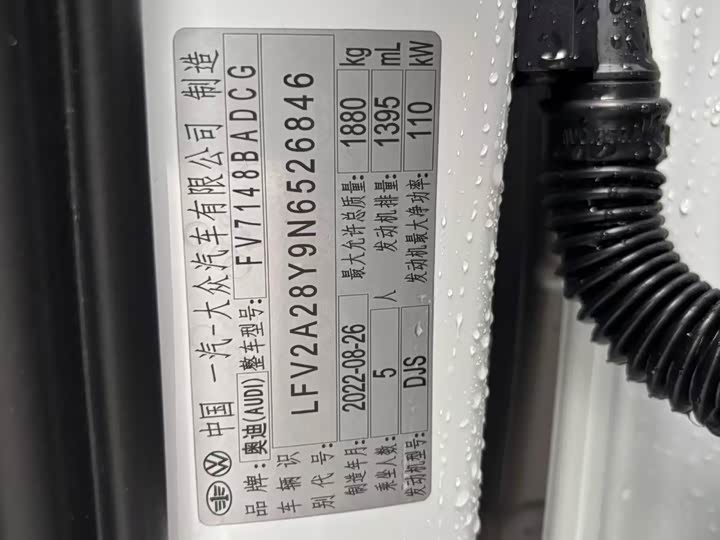 中国 一汽-大众汽车有限公司 制造
品牌:奥迪(AUDI) 整车型号: FV7148BADCG
车辆识别代号: LFV2A28Y9N6526846
制造年月: 2022-08-26 最大允许总质量: 1880 kg
乘坐人数: 5 人 发动机排量: 1395 mL
发动机型号: DJS 发动机最大净功率: 110 kW